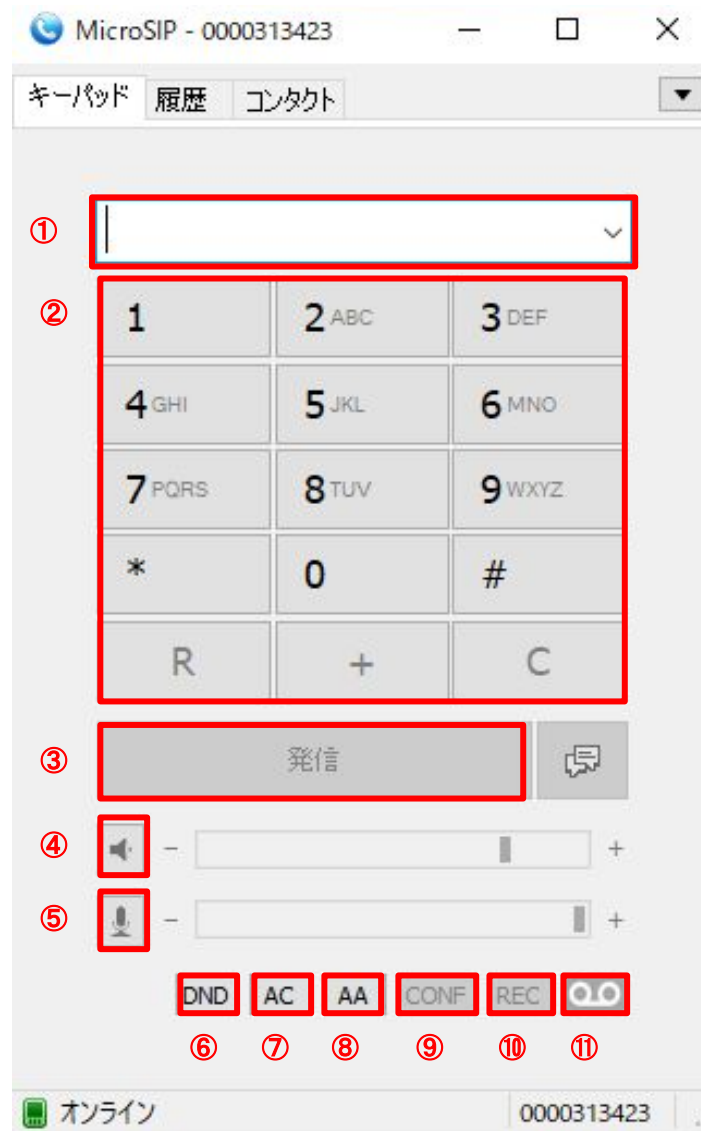 MicroSIP - 0000313423
キーパッド 履歴 コンタクト
①
②
1 2 ABC 3 DEF
4 GHI 5 JKL 6 MNO
7 PQRS 8 TUV 9 WXYZ
* 0 #
R + C
③ 発信
④ - +
⑤ - +
DND AC AA CONF REC
⑥ ⑦ ⑧ ⑨ ⑩ ⑪
オンライン 0000313423